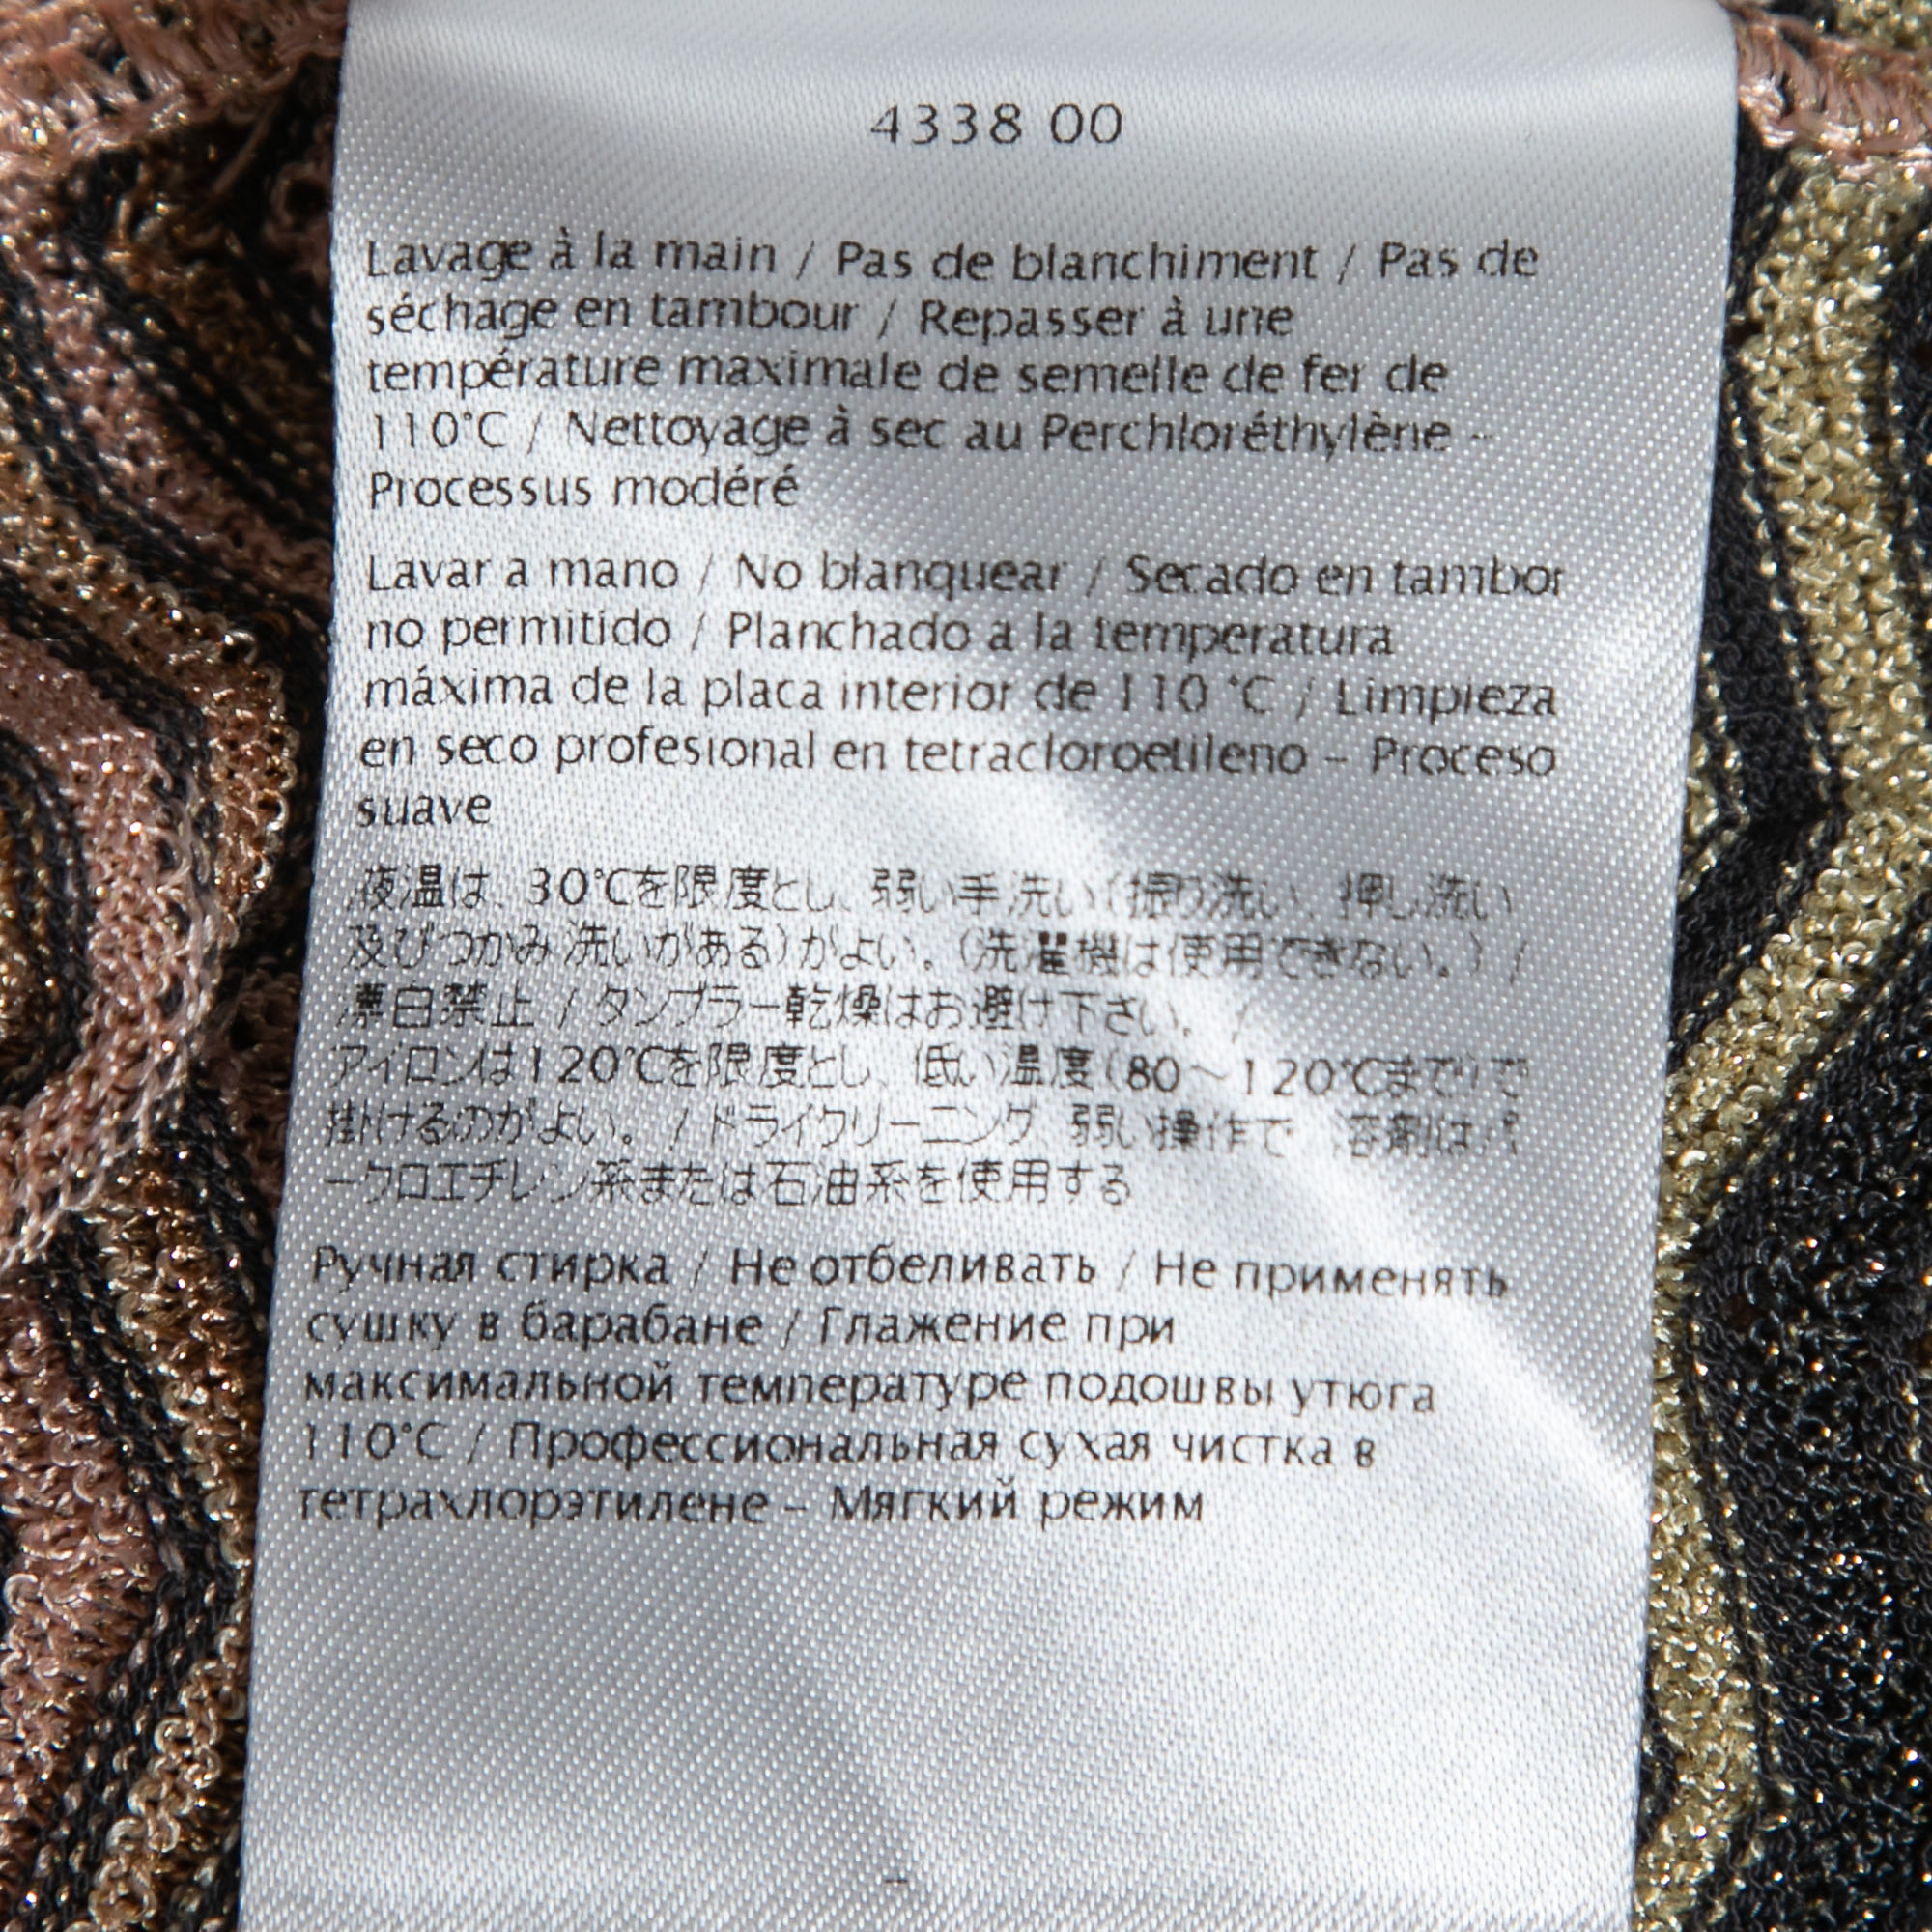 4338 00
Lavage à la main / Pas de blanchiment / Pas de
séchage en tambour / Repasser à une
température maximale de semelle de fer de
110°C / Nettoyage à sec au Perchloréthylène -
Processus modéré
Lavar a mano / No blanquear / Secado en tambor
no permitido / Planchado a la temperatura
máxima de la placa interior de 110 °C / Limpieza
en seco profesional en tetracloroetileno – Proceso
suave
液温は、30℃を限度とし、弱い手洗い(振り洗い、押し洗い
及びつかみ洗いがある)がよい。(洗濯機は使用できない。) /
漂白禁止 / タンブラー乾燥はお避け下さい。 /
アイロンは120℃を限度とし、低い温度(80～120℃まで)で
掛けるのがよい。 / ドライクリーニング、弱い操作で、溶剤はパ
ークロエチレン系または石油系を使用する
Ручная стирка / Не отбеливать / Не применять
сушку в барабане / Глажение при
максимальной температуре подошвы утюга
110°C / Профессиональная сухая чистка в
тетрахлорэтилене – Мягкий режим